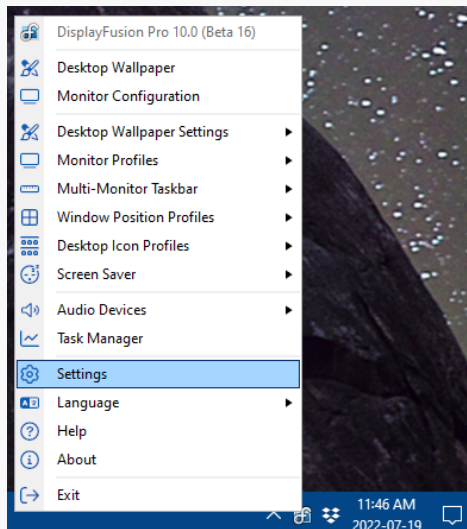 DisplayFusion Pro 10.0 (Beta 16)
Desktop Wallpaper
Monitor Configuration
Desktop Wallpaper Settings
Monitor Profiles
Multi-Monitor Taskbar
Window Position Profiles
Desktop Icon Profiles
Screen Saver
Audio Devices
Task Manager
Settings
Language
Help
About
Exit
11:46 AM
2022-07-19